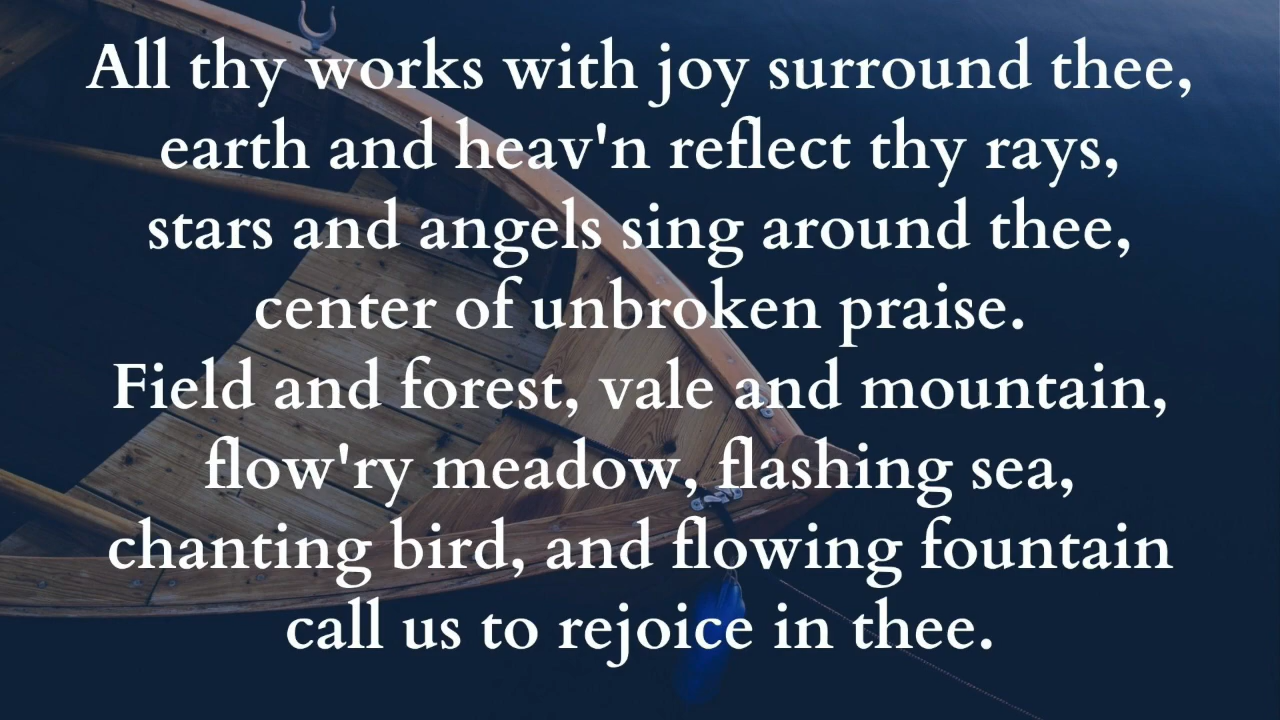 All thy works with joy surround thee,
earth and heav'n reflect thy rays,
stars and angels sing around thee,
center of unbroken praise.
Field and forest, vale and mountain,
flow'ry meadow, flashing sea,
chanting bird, and flowing fountain
call us to rejoice in thee.